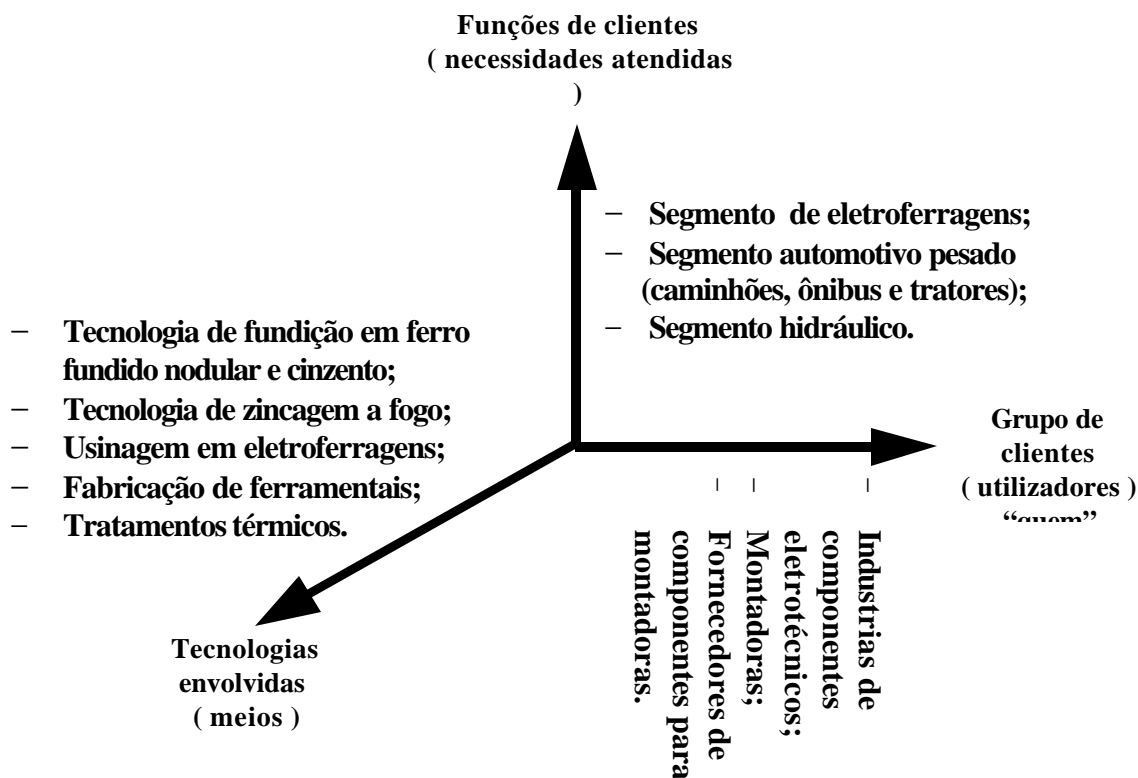 Funções de clientes
( necessidades atendidas
)
– Segmento de eletroferragens;
– Segmento automotivo pesado
(caminhões, ônibus e tratores);
– Segmento hidráulico.
– Tecnologia de fundição em ferro
fundido nodular e cinzento;
– Tecnologia de zincagem a fogo;
– Usinagem em eletroferragens;
– Fabricação de ferramentais;
– Tratamentos térmicos.
Grupo de
clientes
( utilizadores )
“quem”
– Industrias de
componentes
eletrotécnicos;
– Montadoras;
– Fornecedores de
componentes para
montadoras.
Tecnologias
envolvidas
( meios )